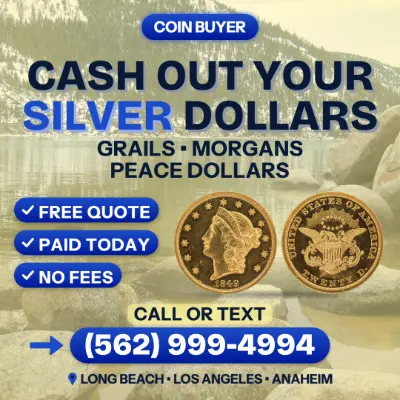 COIN BUYER
CASH OUT YOUR
SILVER DOLLARS
GRAILS • MORGANS
PEACE DOLLARS
✓ FREE QUOTE
✓ PAID TODAY
✓ NO FEES
1849
UNITED STATES OF AMERICA
TWENTY D.
CALL OR TEXT
→ (562) 999-4994
LONG BEACH • LOS ANGELES • ANAHEIM